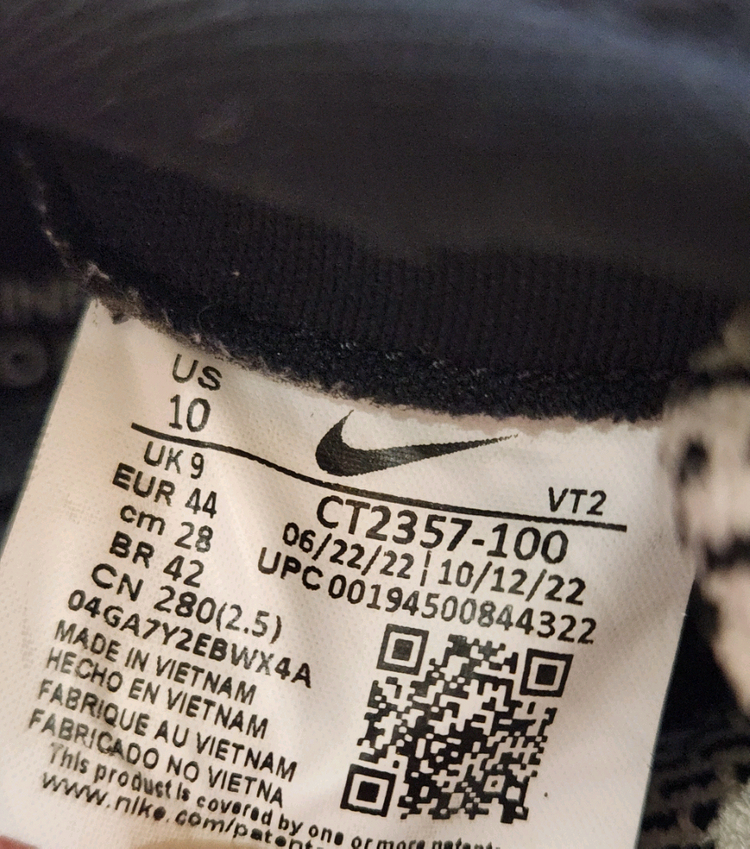 US
10
UK 9
EUR 44
cm 28
BR 42
CN 280(2.5)
04GA7Y2EBWX4A
MADE IN VIETNAM
HECHO EN VIETNAM
FABRIQUE AU VIETNAM
FABRICADO NO VIETNA
This product is covered by one or more patents
www.nike.com/patents
VT2
CT2357-100
06/22/22 | 10/12/22
UPC 00194500844322